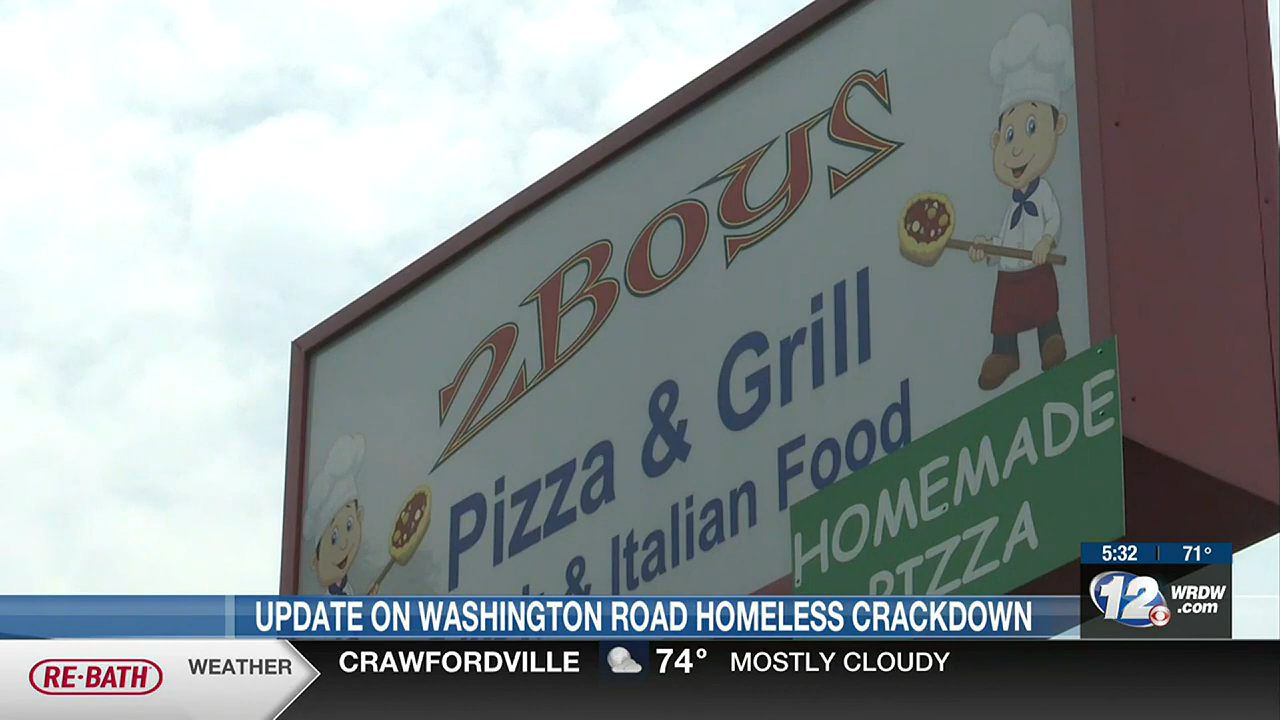 2Boys
Pizza & Grill
& Italian Food
HOMEMADE
PIZZA
5:32 71°
12 WRDW
.com
UPDATE ON WASHINGTON ROAD HOMELESS CRACKDOWN
RE·BATH WEATHER CRAWFORDVILLE 74° MOSTLY CLOUDY